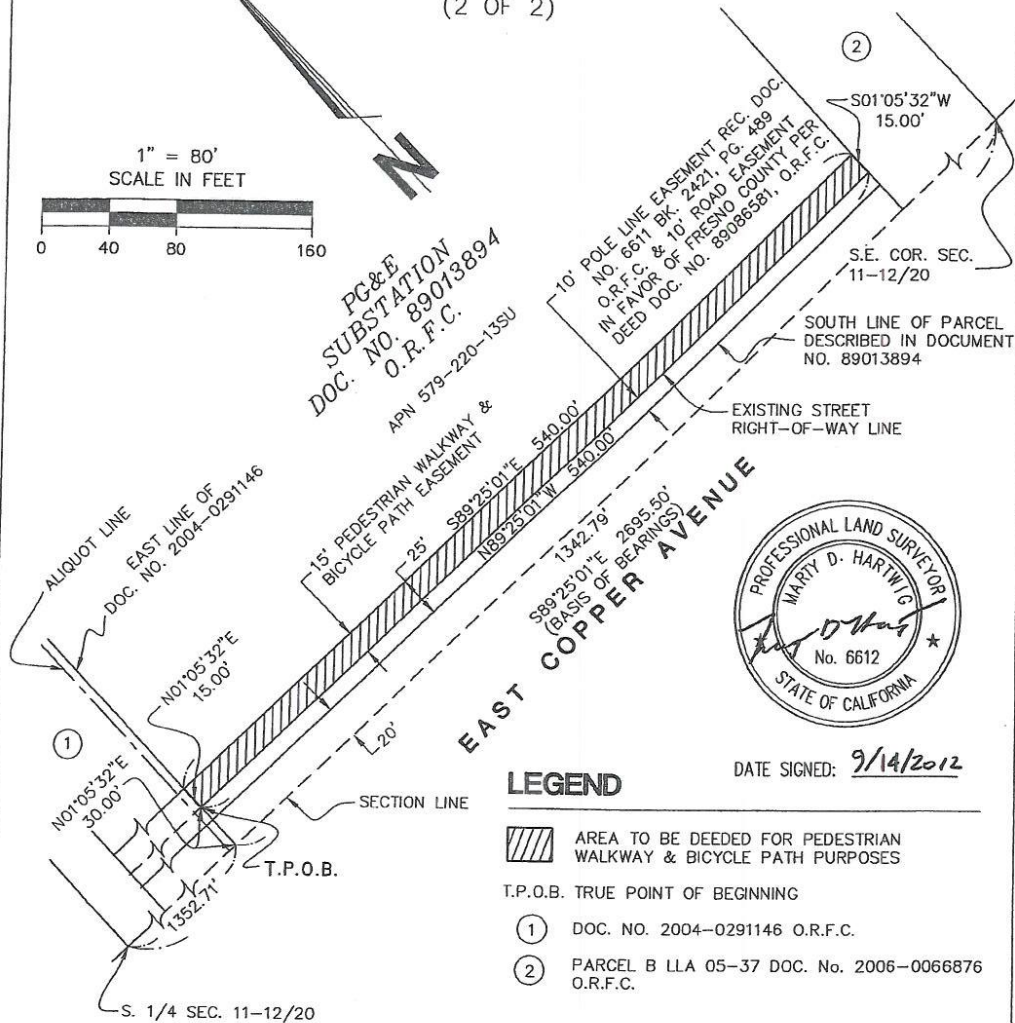 (2 OF 2)
N
1" = 80'
SCALE IN FEET
0 40 80 160
2
S01°05'32"W
15.00'
10' POLE LINE EASEMENT REC. DOC.
NO. 6611 BK. 2421, PG. 489
O.R.F.C. & 10' ROAD EASEMENT
IN FAVOR OF FRESNO COUNTY PER
DEED DOC. NO. 89086581, O.R.F.C.
S.E. COR. SEC.
11-12/20
PG&E
SUBSTATION
DOC. NO. 89013894
O.R.F.C.
APN 579-220-13SU
SOUTH LINE OF PARCEL
DESCRIBED IN DOCUMENT
NO. 89013894
EXISTING STREET
RIGHT-OF-WAY LINE
15' PEDESTRIAN WALKWAY &
BICYCLE PATH EASEMENT
25'
S89°25'01"E 540.00'
N89°25'01"W 540.00'
1342.79'
S89°25'01"E 2695.50'
(BASIS OF BEARINGS)
EAST COPPER AVENUE
ALIQUOT LINE
EAST LINE OF
DOC. NO. 2004-0291146
N01°05'32"E
15.00'
1
N01°05'32"E
30.00'
20'
SECTION LINE
T.P.O.B.
1352.71'
S. 1/4 SEC. 11-12/20
PROFESSIONAL LAND SURVEYOR
MARTY D. HARTWIG
No. 6612
STATE OF CALIFORNIA
DATE SIGNED: 9/14/2012
LEGEND
AREA TO BE DEEDED FOR PEDESTRIAN
WALKWAY & BICYCLE PATH PURPOSES
T.P.O.B. TRUE POINT OF BEGINNING
1 DOC. NO. 2004-0291146 O.R.F.C.
2 PARCEL B LLA 05-37 DOC. No. 2006-0066876
O.R.F.C.